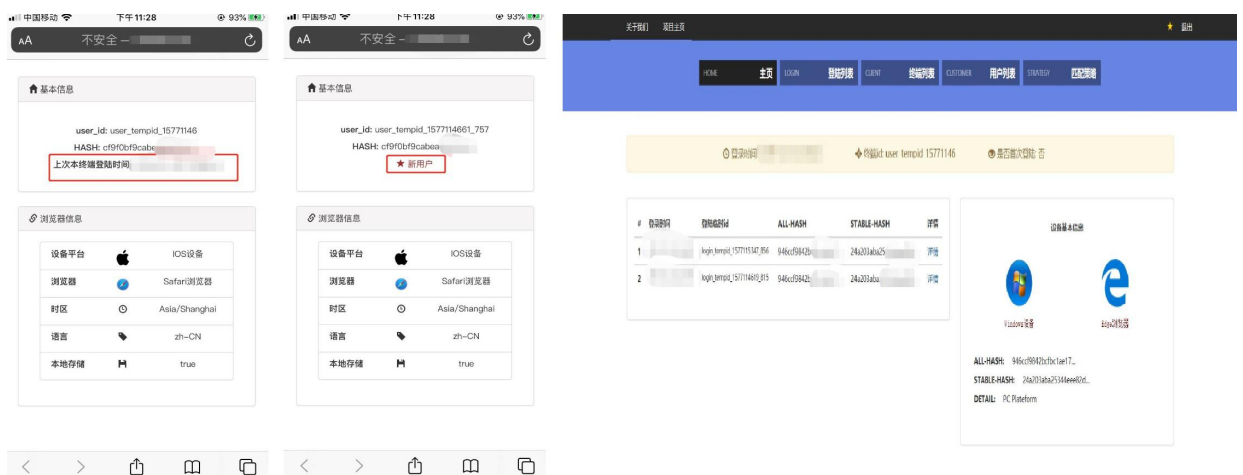 中国移动 下午11:28 93%
AA 不安全 —
基本信息
user_id: user_tempid_15771146
HASH: cf9f0bf9cabe
上次本终端登陆时间
浏览器信息
设备平台 IOS设备
浏览器 Safari浏览器
时区 Asia/Shanghai
语言 zh-CN
本地存储 true
中国移动 下午11:28 93%
AA 不安全 —
基本信息
user_id: user_tempid_1577114661_757
HASH: cf9f0bf9cabea
★ 新用户
浏览器信息
设备平台 IOS设备
浏览器 Safari浏览器
时区 Asia/Shanghai
语言 zh-CN
本地存储 true
关于我们 项目主页 退出
HOME 主页 LOGIN 登陆列表 CLIENT 终端列表 CUSTOMER 用户列表 STRATEGY 匹配策略
登录时间 终端id: user tempid 15771146 是否首次登陆: 否
# 登录时间 登陆临时id ALL-HASH STABLE-HASH 详情
1 login_tempid_1577115347_856 946ccf9842b 24a203aba25 详情
2 login_tempid_1577114619_815 946ccf9842b 24a203aba 详情
设备基本信息
Windows设备 Edge浏览器
ALL-HASH: 946ccf9842bcfbc1ae17...
STABLE-HASH: 24a203aba25344eee82d...
DETAIL: PC Plateform